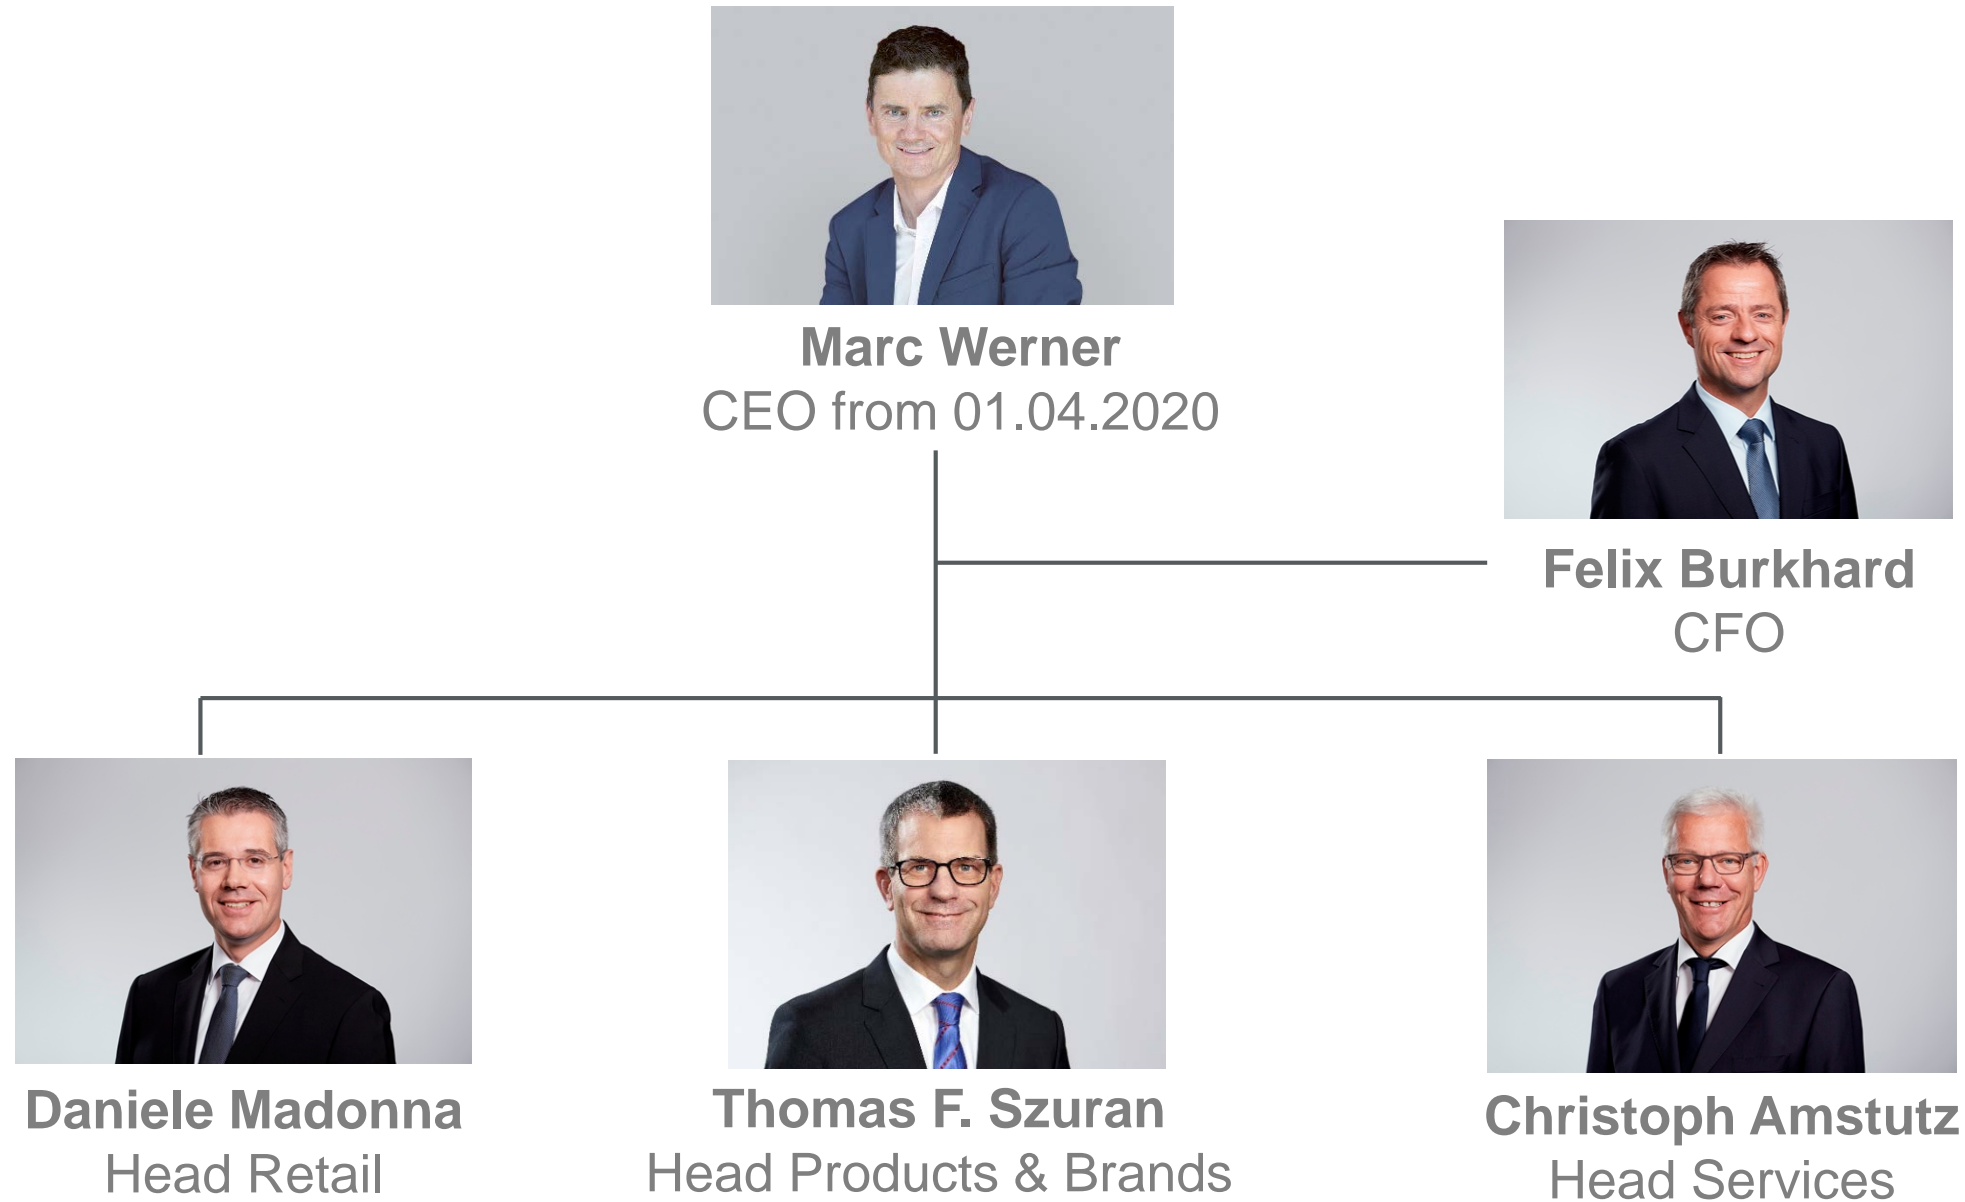 Marc Werner
CEO from 01.04.2020
Felix Burkhard
CFO
Daniele Madonna
Head Retail
Thomas F. Szuran
Head Products & Brands
Christoph Amstutz
Head Services